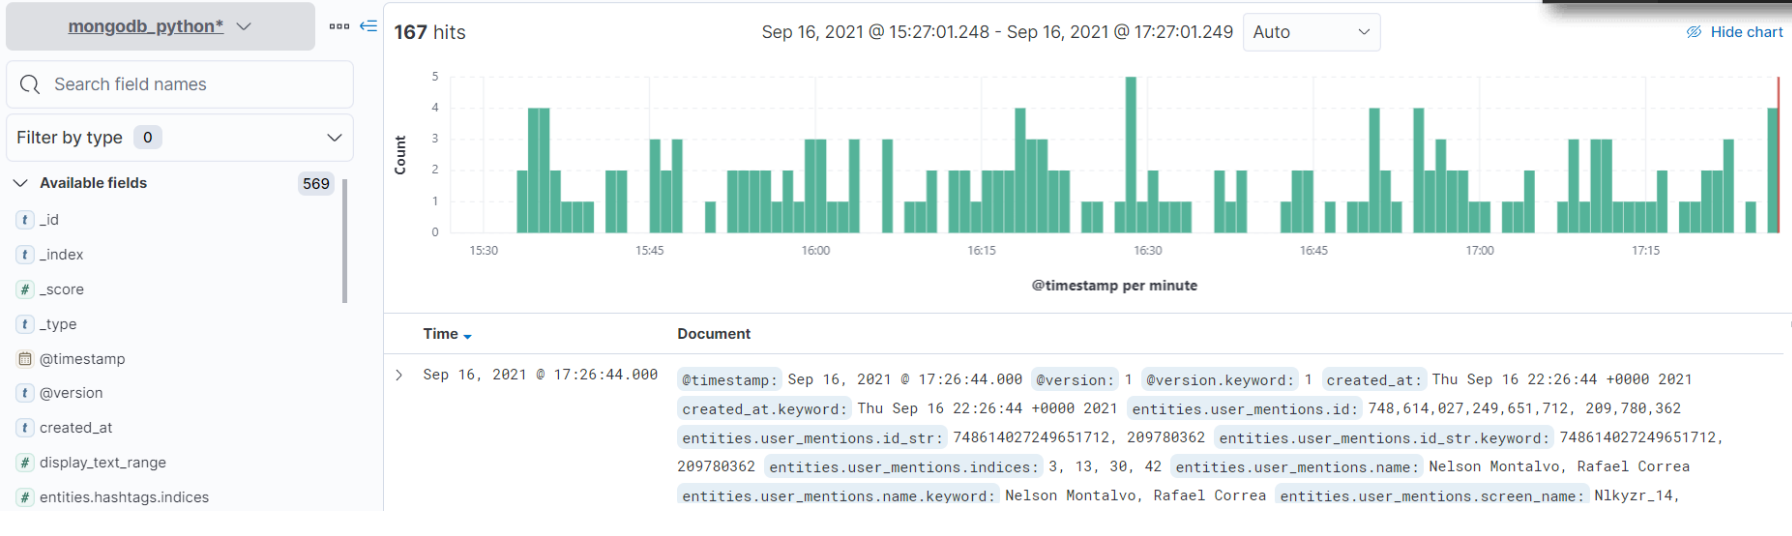 mongodb_python*
167 hits
Sep 16, 2021 @ 15:27:01.248 - Sep 16, 2021 @ 17:27:01.249
Auto
Hide chart
Search field names
Filter by type 0
Available fields 569
t _id
t _index
# _score
t _type
@timestamp
t @version
t created_at
# display_text_range
# entities.hashtags.indices
Count
5
4
3
2
1
0
15:30 15:45 16:00 16:15 16:30 16:45 17:00 17:15
@timestamp per minute
Time Document
Sep 16, 2021 @ 17:26:44.000
@timestamp: Sep 16, 2021 @ 17:26:44.000 @version: 1 @version.keyword: 1 created_at: Thu Sep 16 22:26:44 +0000 2021
created_at.keyword: Thu Sep 16 22:26:44 +0000 2021 entities.user_mentions.id: 748,614,027,249,651,712, 209,780,362
entities.user_mentions.id_str: 748614027249651712, 209780362 entities.user_mentions.id_str.keyword: 748614027249651712,
209780362 entities.user_mentions.indices: 3, 13, 30, 42 entities.user_mentions.name: Nelson Montalvo, Rafael Correa
entities.user_mentions.name.keyword: Nelson Montalvo, Rafael Correa entities.user_mentions.screen_name: Nlkyzr_14,